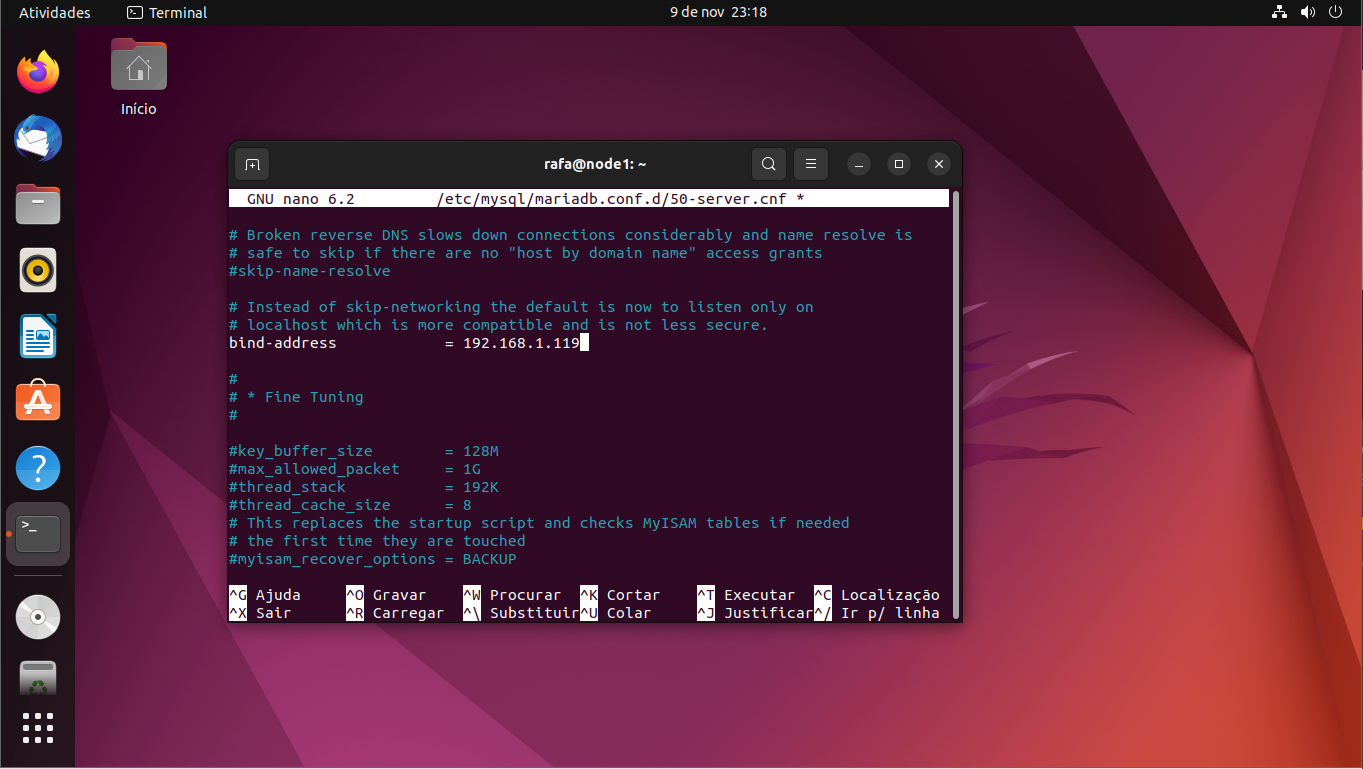 Atividades
Terminal
9 de nov 23:18
Início
rafa@node1: ~
GNU nano 6.2 /etc/mysql/mariadb.conf.d/50-server.cnf *
# Broken reverse DNS slows down connections considerably and name resolve is
# safe to skip if there are no "host by domain name" access grants
#skip-name-resolve
# Instead of skip-networking the default is now to listen only on
# localhost which is more compatible and is not less secure.
bind-address = 192.168.1.119
#
# * Fine Tuning
#
#key_buffer_size = 128M
#max_allowed_packet = 1G
#thread_stack = 192K
#thread_cache_size = 8
# This replaces the startup script and checks MyISAM tables if needed
# the first time they are touched
#myisam_recover_options = BACKUP
^G Ajuda ^O Gravar ^W Procurar ^K Cortar ^T Executar ^C Localização
^X Sair ^R Carregar ^\ Substituir ^U Colar ^J Justificar ^/ Ir p/ linha